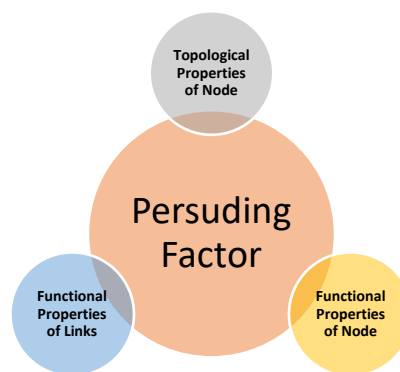 Topological
Properties
of Node
Persuding
Factor
Functional
Properties
of Links
Functional
Properties
of Node